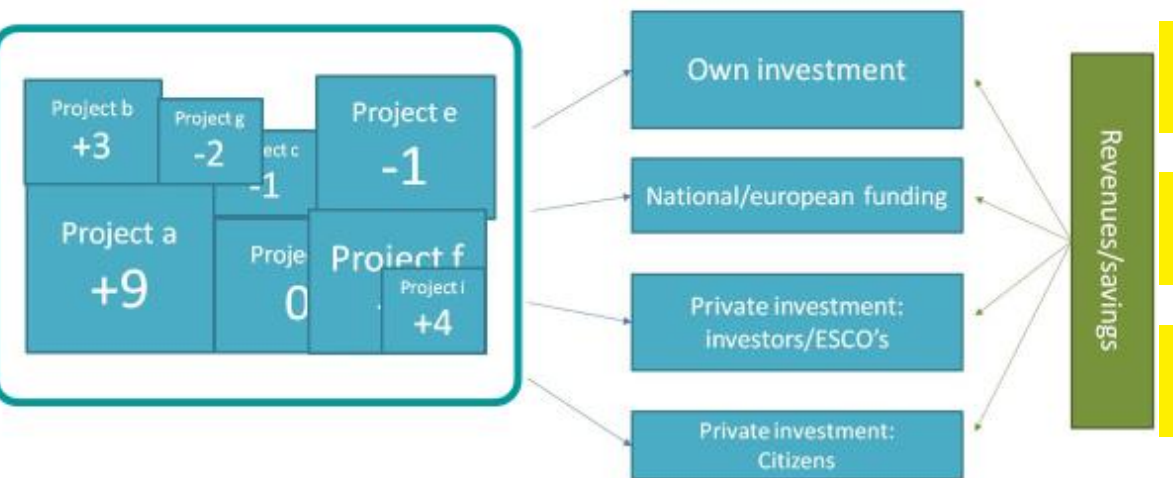 Project b
+3
Project g
-2
ect c
-1
Project e
-1
Project a
+9
Proje
0
Project f
Project i
+4
Own investment
National/european funding
Private investment:
investors/ESCO's
Private investment:
Citizens
Revenues/savings